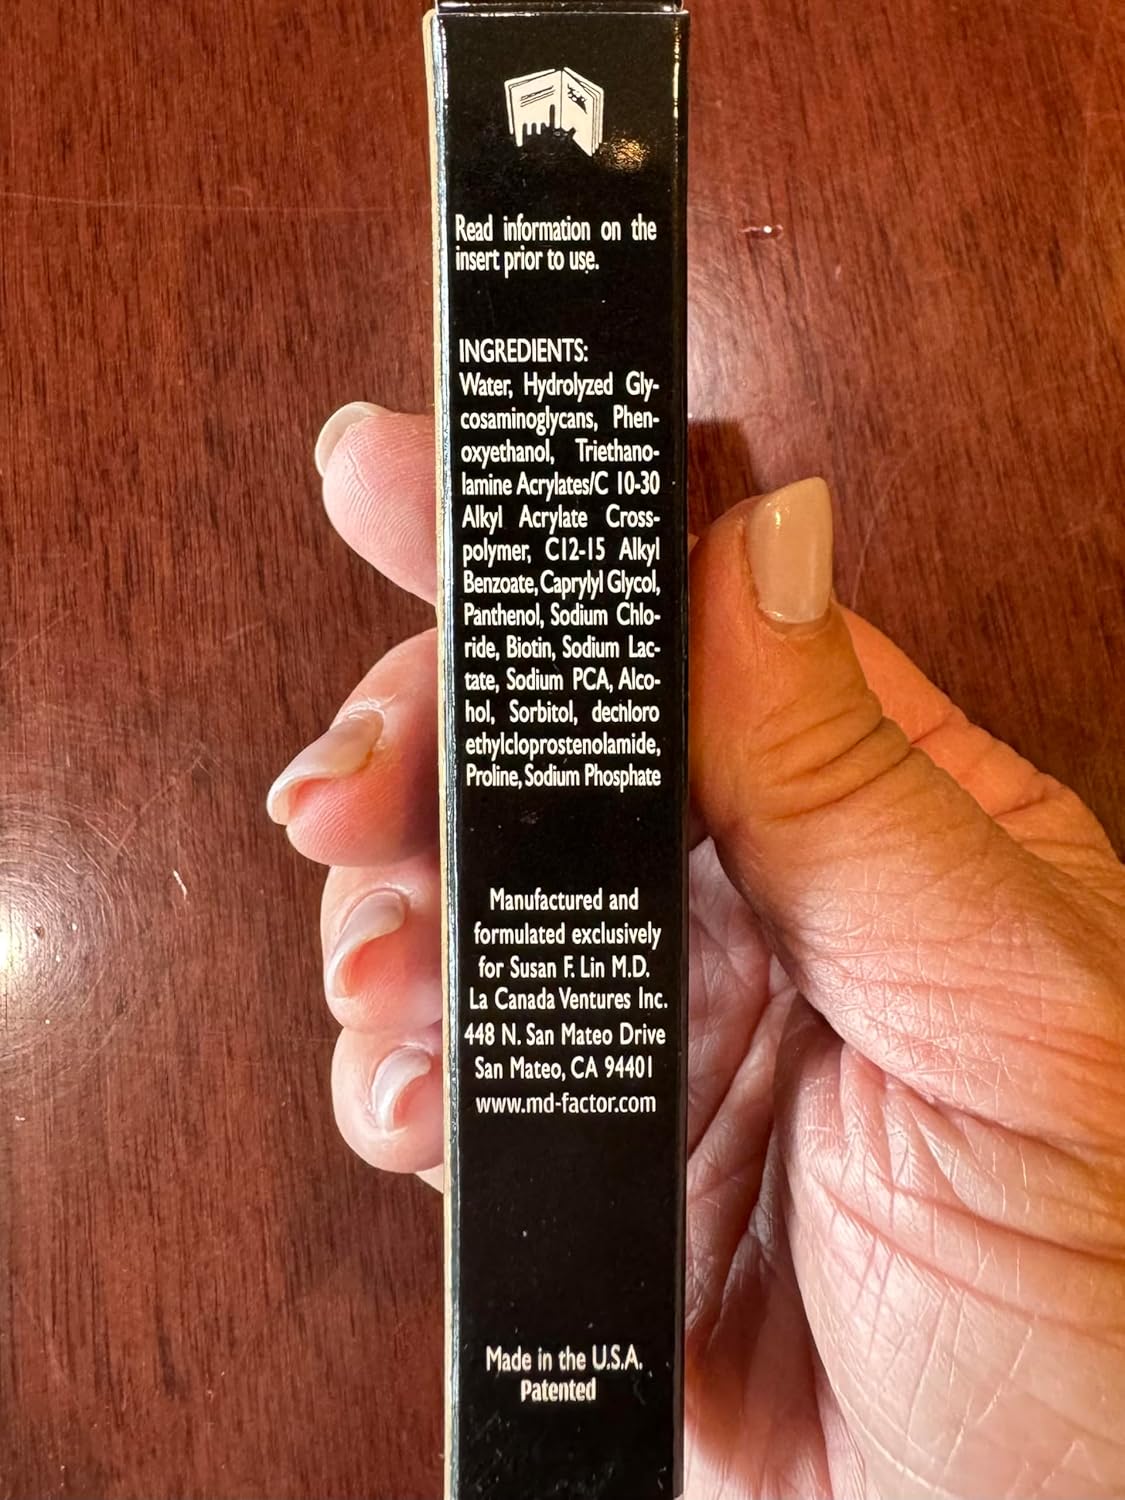 Read information on the
insert prior to use.
INGREDIENTS:
Water, Hydrolyzed Gly-
cosaminoglycans, Phen-
oxyethanol, Triethano-
lamine Acrylates/C 10-30
Alkyl Acrylate Cross-
polymer, C12-15 Alkyl
Benzoate, Caprylyl Glycol,
Panthenol, Sodium Chlo-
ride, Biotin, Sodium Lac-
tate, Sodium PCA, Alco-
hol, Sorbitol, dechloro
ethylcloprostenolamide,
Proline, Sodium Phosphate
Manufactured and
formulated exclusively
for Susan F. Lin M.D.
La Canada Ventures Inc.
448 N. San Mateo Drive
San Mateo, CA 94401
www.md-factor.com
Made in the U.S.A.
Patented